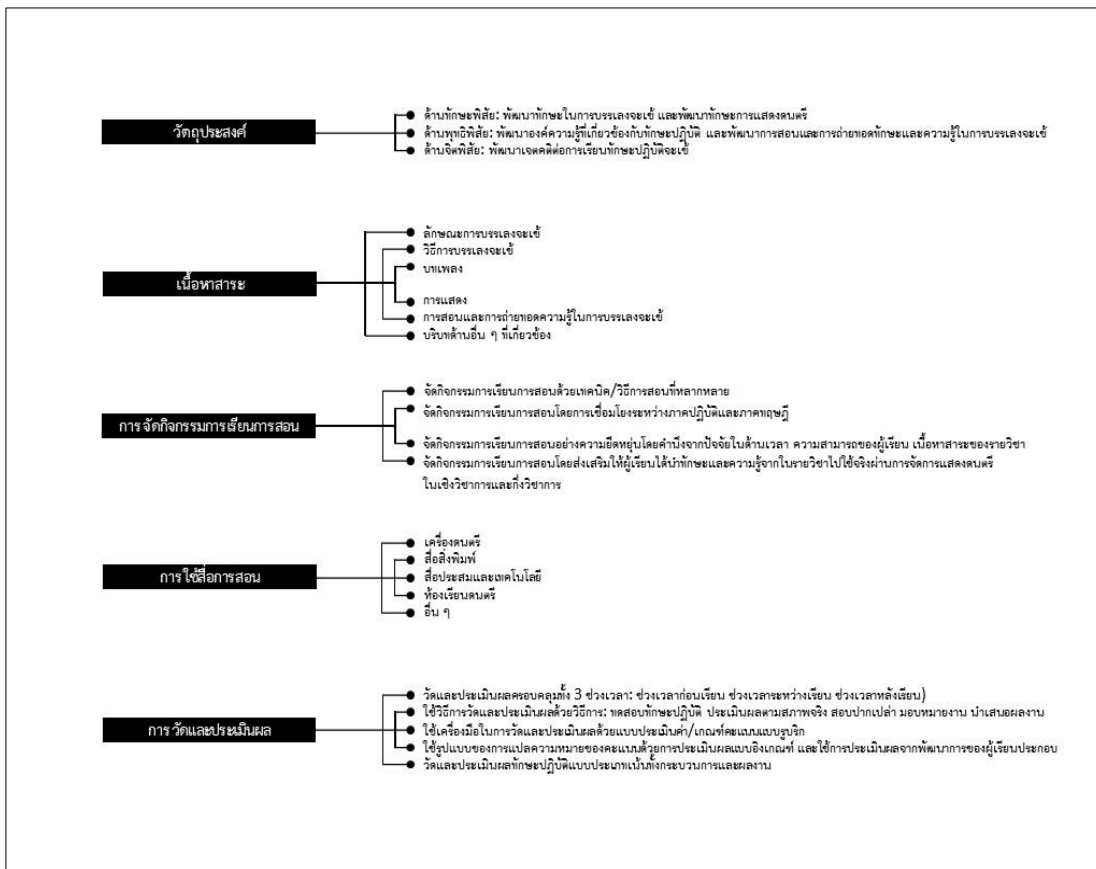 วัตถุประสงค์
ด้านทักษะพิสัย: พัฒนาทักษะในการบรรเลงจะเข้ และพัฒนาทักษะการแสดงดนตรี
ด้านพุทธิพิสัย: พัฒนาองค์ความรู้ที่เกี่ยวข้องกับทักษะปฏิบัติ และพัฒนาการสอนและการถ่ายทอดทักษะและความรู้ในการบรรเลงจะเข้
ด้านจิตพิสัย: พัฒนาเจตคติต่อการเรียนทักษะปฏิบัติจะเข้
เนื้อหาสาระ
ลักษณะการบรรเลงจะเข้
วิธีการบรรเลงจะเข้
บทเพลง
การแสดง
การสอนและการถ่ายทอดความรู้ในการบรรเลงจะเข้
บริบทด้านอื่น ๆ ที่เกี่ยวข้อง
การจัดกิจกรรมการเรียนการสอน
จัดกิจกรรมการเรียนการสอนด้วยเทคนิค/วิธีการสอนที่หลากหลาย
จัดกิจกรรมการเรียนการสอนโดยการเชื่อมโยงระหว่างภาคปฏิบัติและภาคทฤษฎี
จัดกิจกรรมการเรียนการสอนอย่างความยืดหยุ่นโดยคำนึงจากปัจจัยในด้านเวลา ความสามารถของผู้เรียน เนื้อหาสาระของรายวิชา
จัดกิจกรรมการเรียนการสอนโดยส่งเสริมให้ผู้เรียนได้นำทักษะและความรู้จากในรายวิชาไปใช้จริงผ่านการจัดการแสดงดนตรี
ในเชิงวิชาการและกึ่งวิชาการ
การใช้สื่อการสอน
เครื่องดนตรี
สื่อสิ่งพิมพ์
สื่อประสมและเทคโนโลยี
ห้องเรียนดนตรี
อื่น ๆ
การวัดและประเมินผล
วัดและประเมินผลครอบคลุมทั้ง 3 ช่วงเวลา: ช่วงเวลาก่อนเรียน ช่วงเวลาระหว่างเรียน ช่วงเวลาหลังเรียน)
ใช้วิธีการวัดและประเมินผลด้วยวิธีการ: ทดสอบทักษะปฏิบัติ ประเมินผลตามสภาพจริง สอบปากเปล่า มอบหมายงาน นำเสนอผลงาน
ใช้เครื่องมือในการวัดและประเมินผลด้วยแบบประเมินค่า/เกณฑ์คะแนนแบบรูบริก
ใช้รูปแบบของการแปลความหมายของคะแนนด้วยการประเมินผลแบบอิงเกณฑ์ และใช้การประเมินผลจากพัฒนาการของผู้เรียนประกอบ
วัดและประเมินผลทักษะปฏิบัติแบบประเภทเน้นทั้งกระบวนการและผลงาน